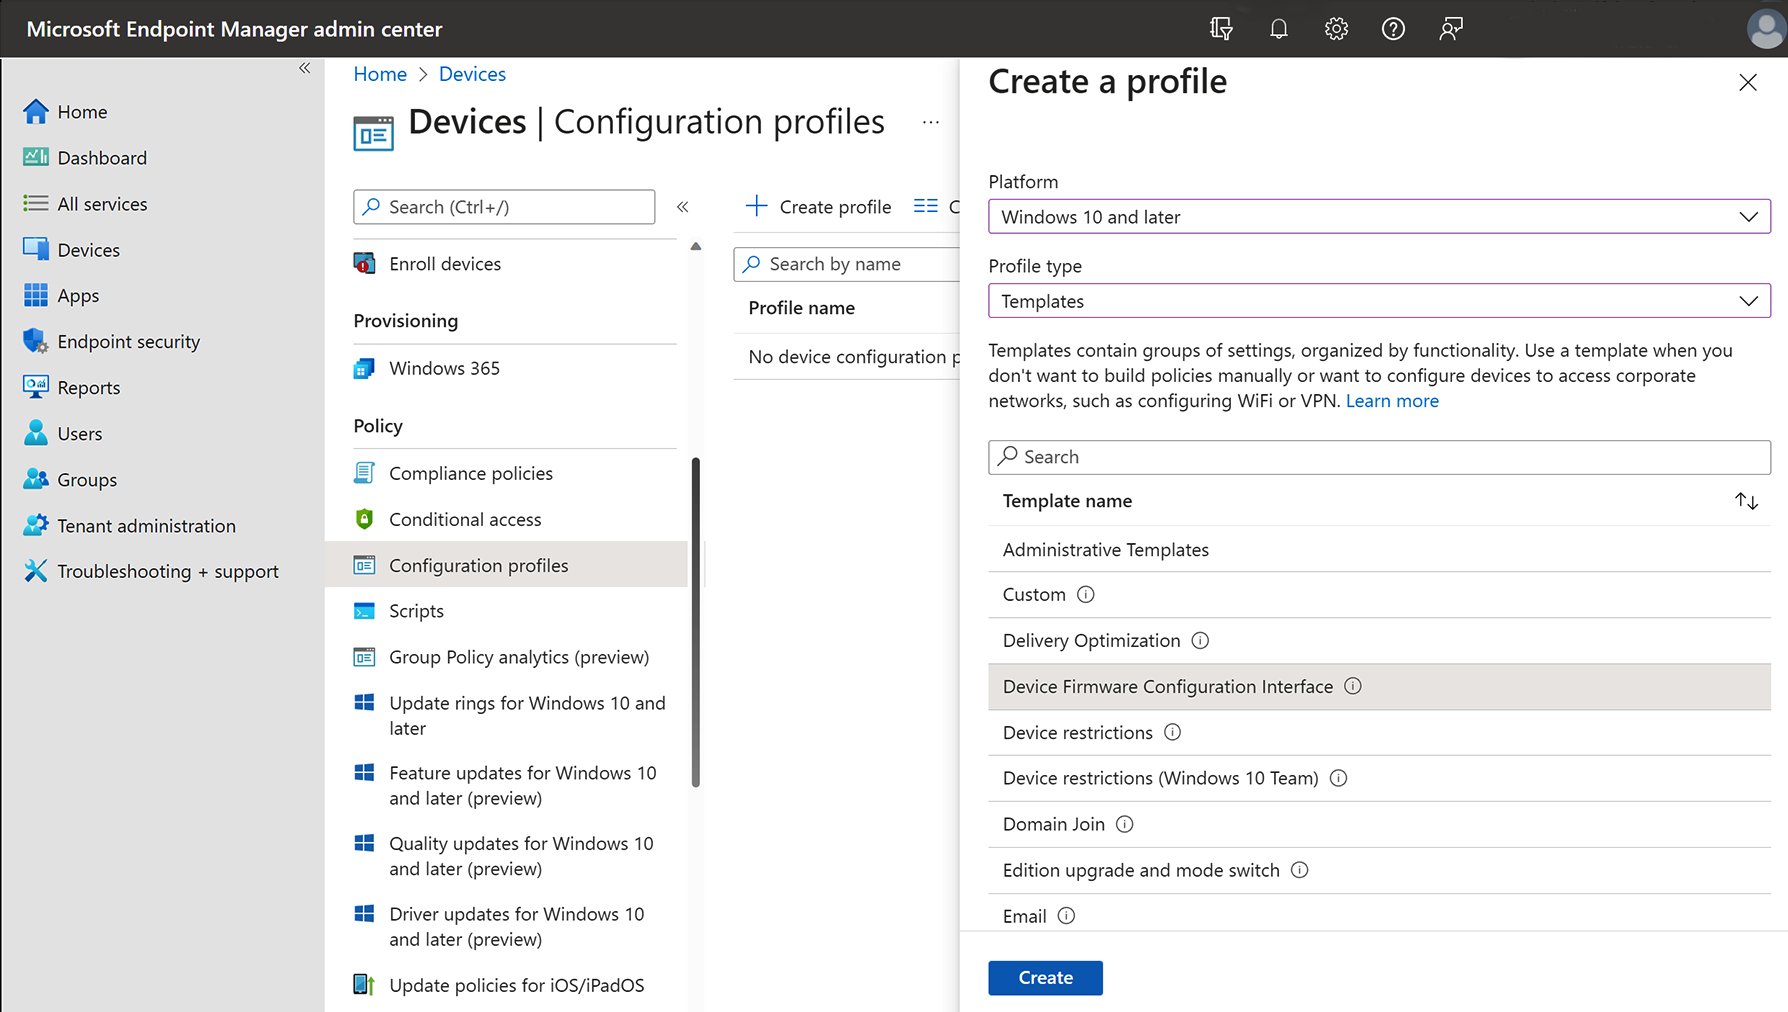 Microsoft Endpoint Manager admin center
Home
Dashboard
All services
Devices
Apps
Endpoint security
Reports
Users
Groups
Tenant administration
Troubleshooting + support
Home > Devices
Devices | Configuration profiles ...
Search (Ctrl+/)
Enroll devices
Provisioning
Windows 365
Policy
Compliance policies
Conditional access
Configuration profiles
Scripts
Group Policy analytics (preview)
Update rings for Windows 10 and
later
Feature updates for Windows 10
and later (preview)
Quality updates for Windows 10
and later (preview)
Driver updates for Windows 10
and later (preview)
Update policies for iOS/iPadOS
Create profile C
Search by name
Profile name
No device configuration p
Create a profile
Platform
Windows 10 and later
Profile type
Templates
Templates contain groups of settings, organized by functionality. Use a template when you
don't want to build policies manually or want to configure devices to access corporate
networks, such as configuring WiFi or VPN. Learn more
Search
Template name
Administrative Templates
Custom
Delivery Optimization
Device Firmware Configuration Interface
Device restrictions
Device restrictions (Windows 10 Team)
Domain Join
Edition upgrade and mode switch
Email
Create